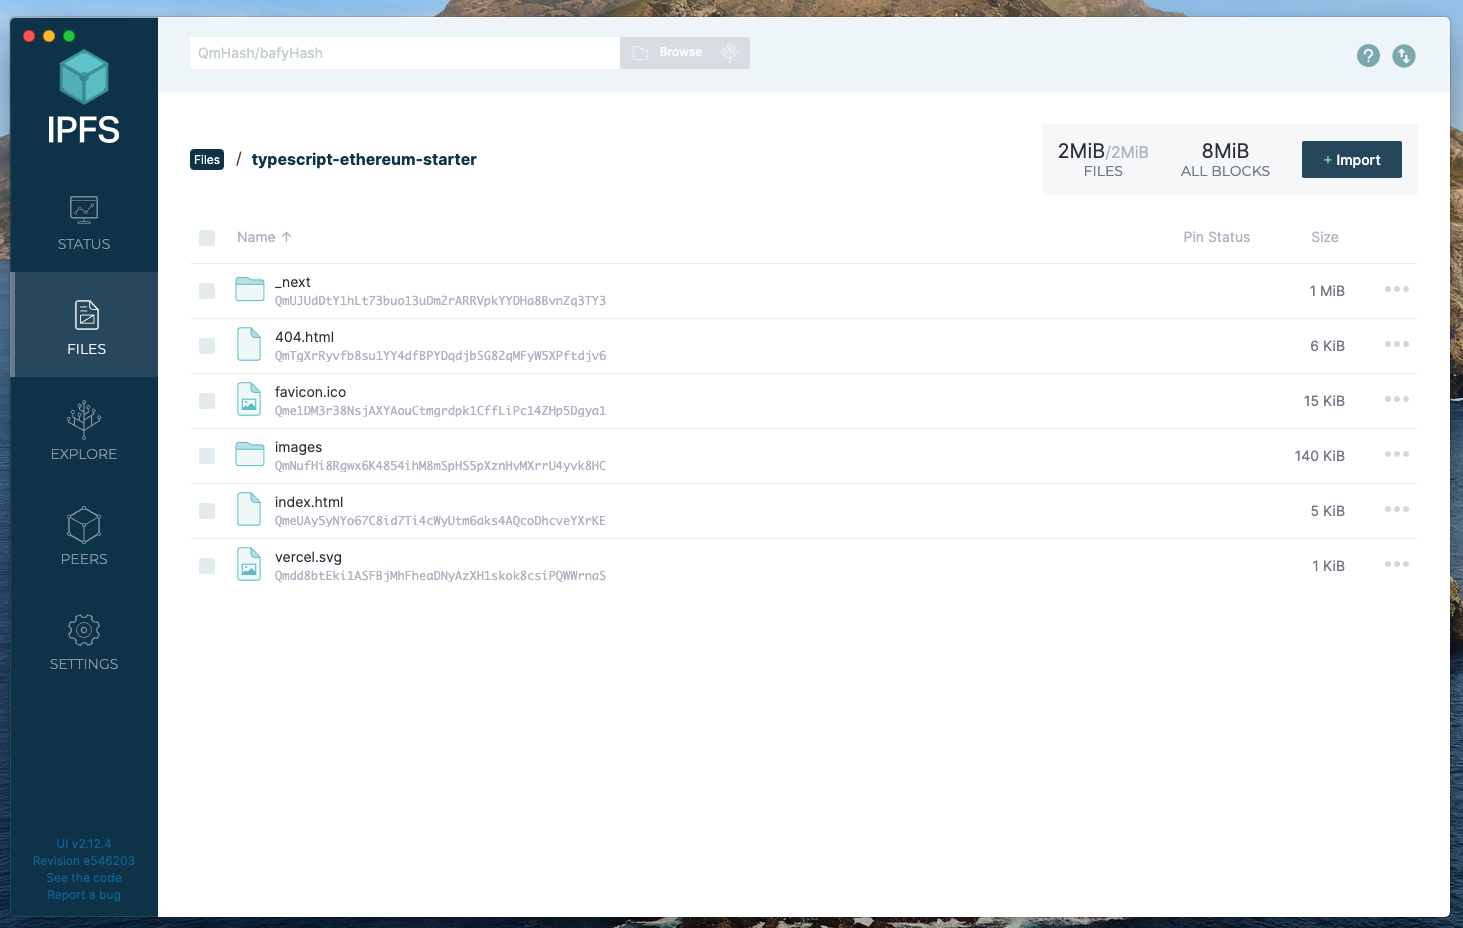 IPFS
STATUS
FILES
EXPLORE
PEERS
SETTINGS
UI v2.12.4
Revision e546203
See the code
Report a bug
QmHash/bafyHash
Browse
?
Files / typescript-ethereum-starter
2MiB/2MiB
FILES
8MiB
ALL BLOCKS
+ Import
Name ↑ Pin Status Size
_next
QmUJUdDtY1hLt73buo13uDm2rARRVpkYYDHa8BvnZq3TY3
1 MiB
404.html
QmTgXrRyvfb8su1YY4dfBPYDqdjbSG82qMFyW5XPftdjv6
6 KiB
favicon.ico
Qme1DM3r38NsjAXYAouCtmgrdpk1CffLiPc14ZHp5Dgya1
15 KiB
images
QmNufHi8Rgwx6K4854ihM8mSpHS5pXznHvMXrrU4yvk8HC
140 KiB
index.html
QmeUAy5yNYo67C8id7Ti4cWyUtm6aks4AQcoDhcveYXrKE
5 KiB
vercel.svg
Qmdd8btEki1ASFBjMhFheaDNyAzXH1skok8csiPQWWrnaS
1 KiB